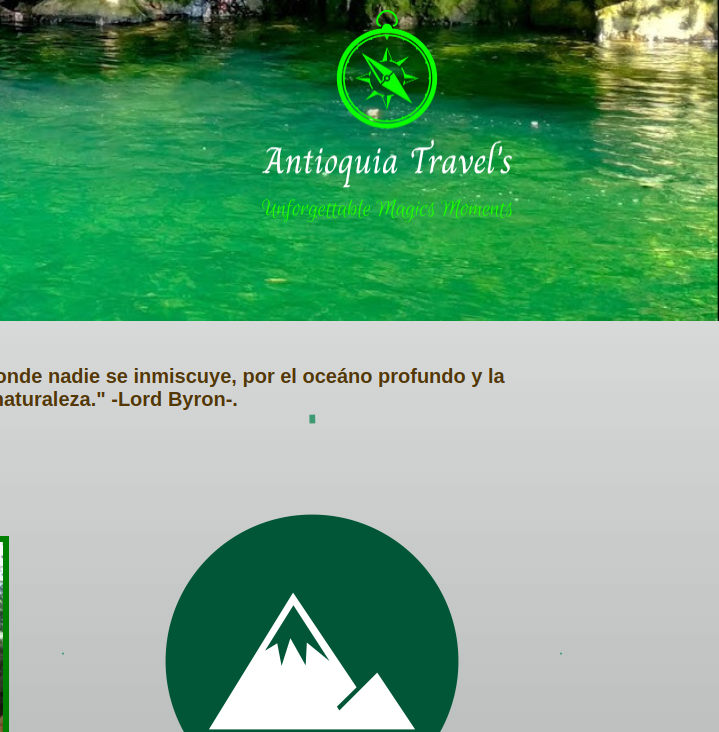 Antioquia Travel's
Unforgettable Magics Moments
onde nadie se inmiscuye, por el oceáno profundo y la
naturaleza." -Lord Byron-.